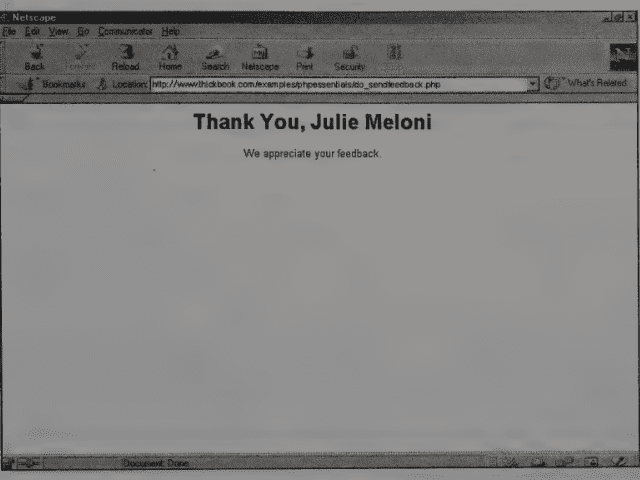 Netscape
File Edit View Go Communicator Help
Back Forward Reload Home Search Netscape Print Security
Bookmarks Location: http://www.thickbook.com/examples/phpessentials/do_sendfeedback.php What's Related
Thank You, Julie Meloni
We appreciate your feedback.
Document: Done